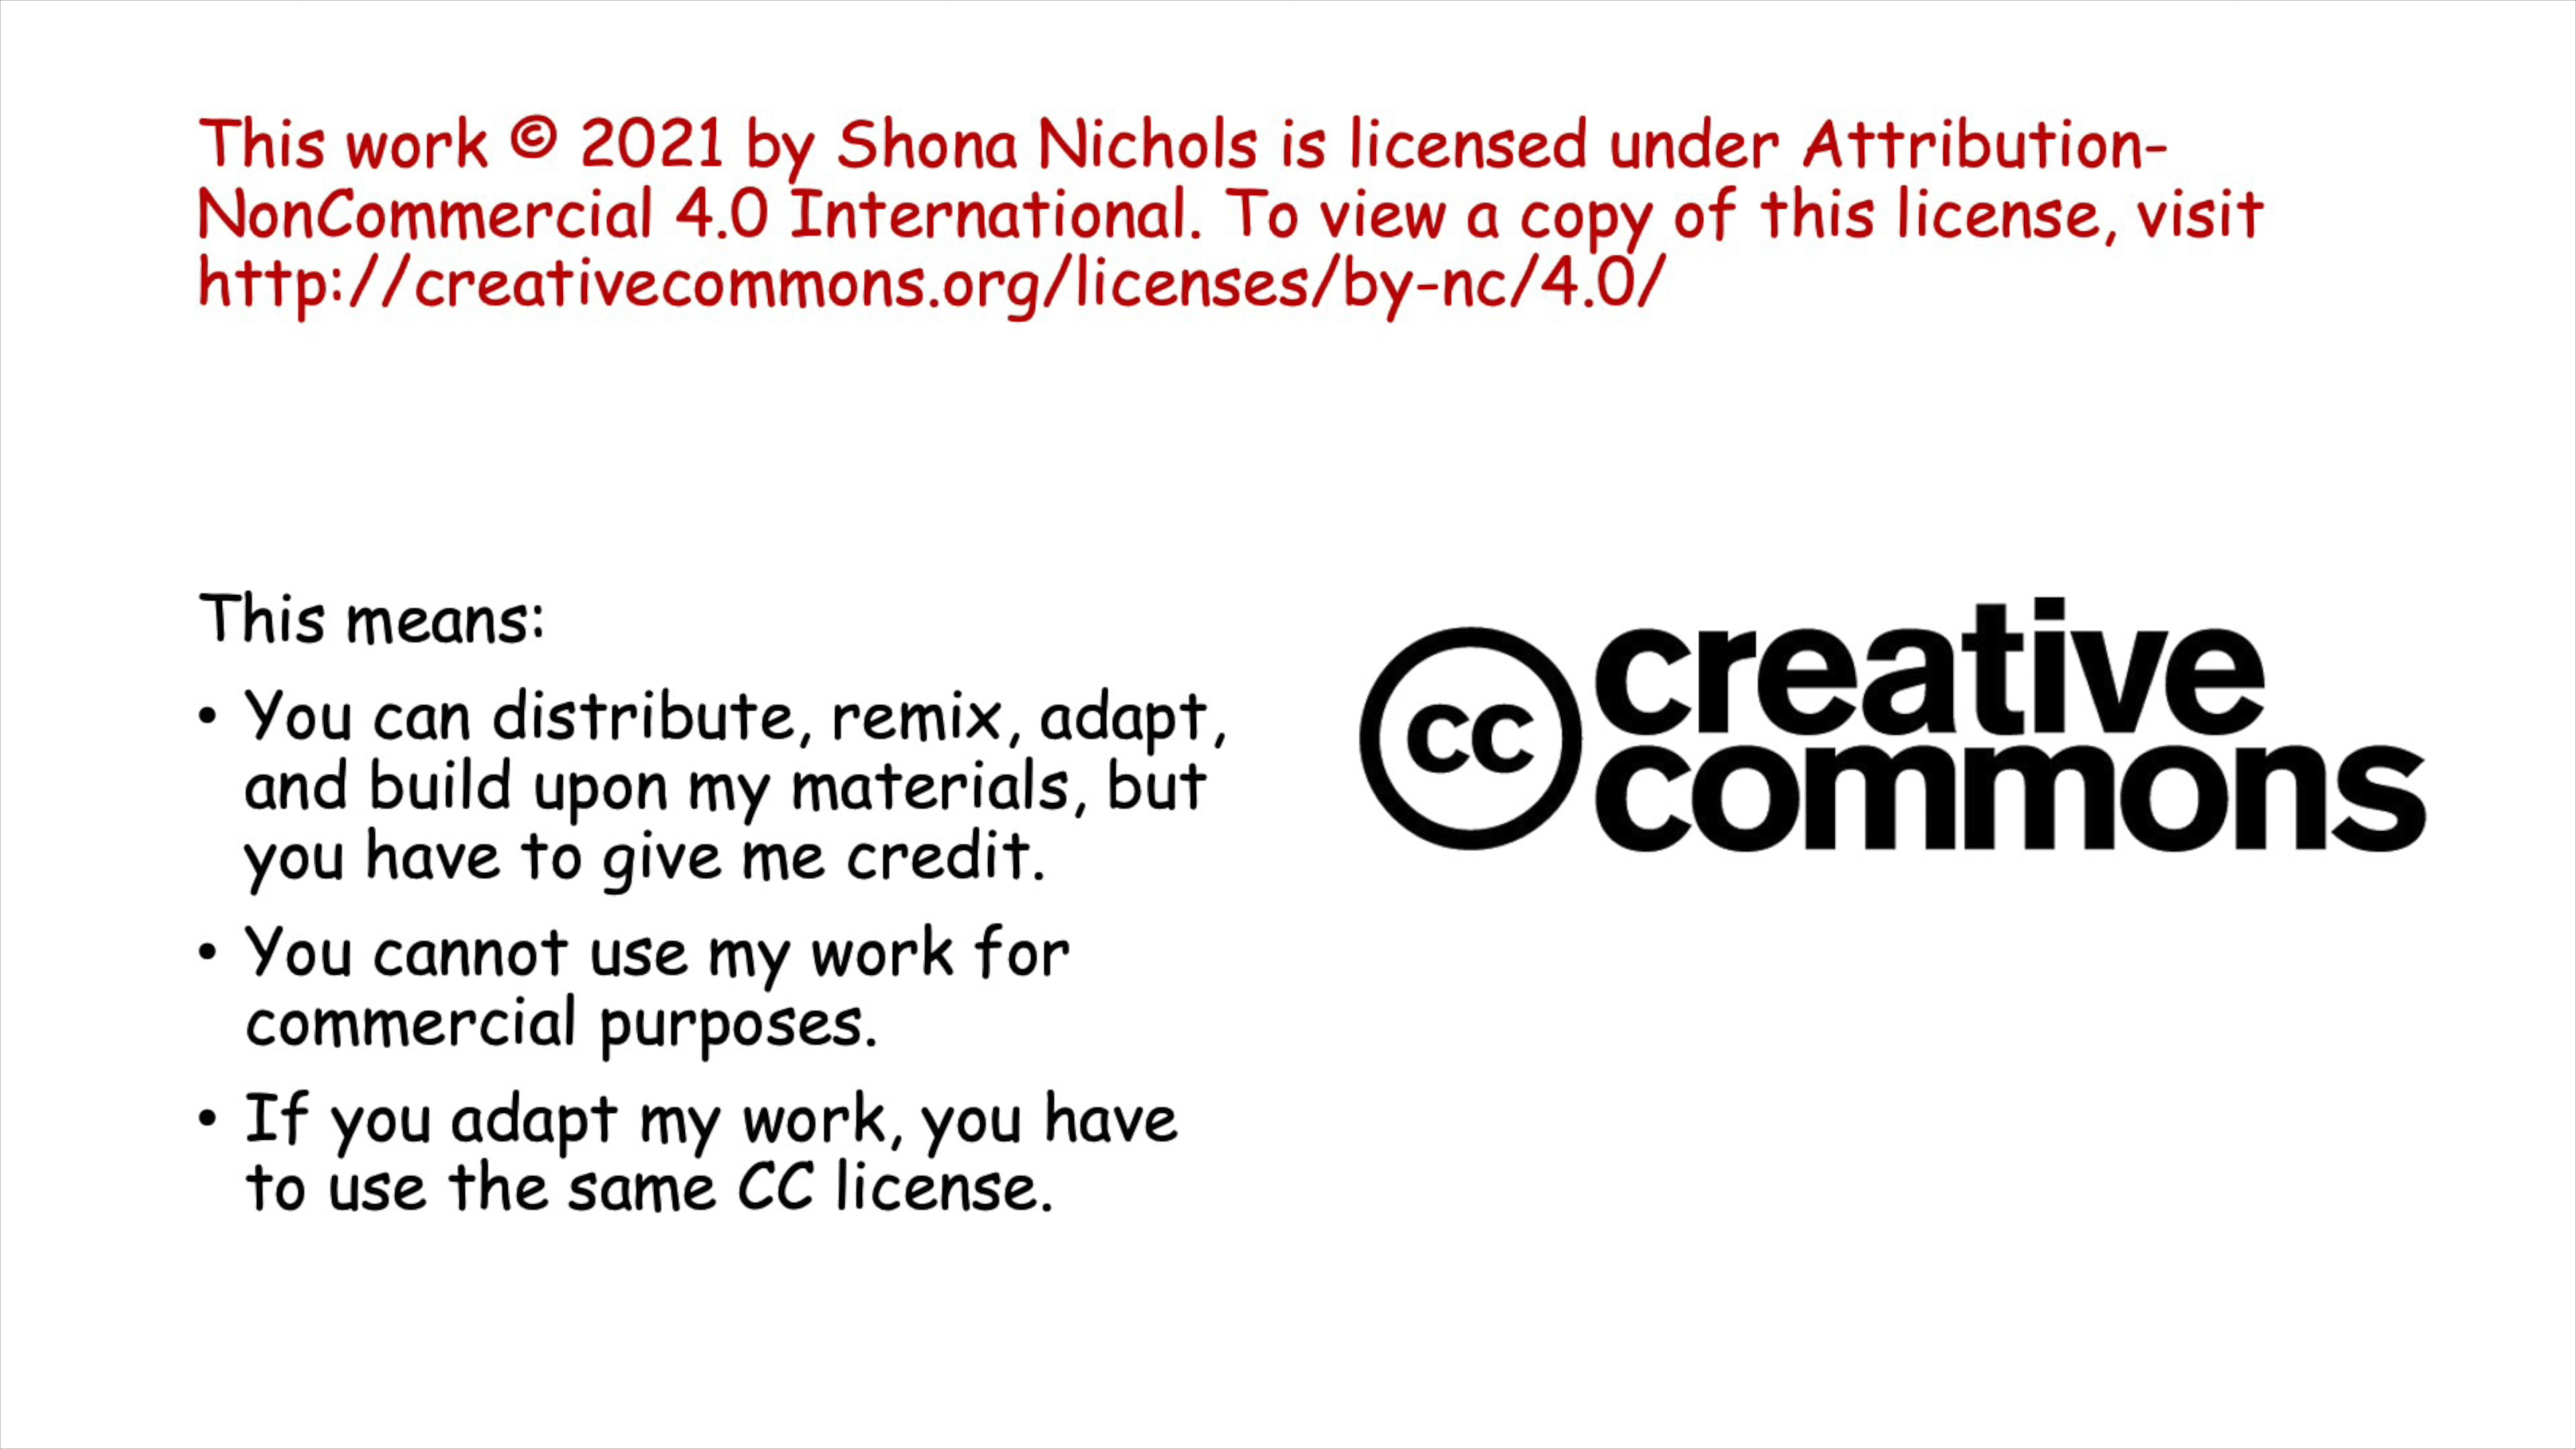 This work © 2021 by Shona Nichols is licensed under Attribution-
NonCommercial 4.0 International. To view a copy of this license, visit
http://creativecommons.org/licenses/by-nc/4.0/
This means:
• You can distribute, remix, adapt,
and build upon my materials, but
you have to give me credit.
• You cannot use my work for
commercial purposes.
• If you adapt my work, you have
to use the same CC license.
cc
creative
commons